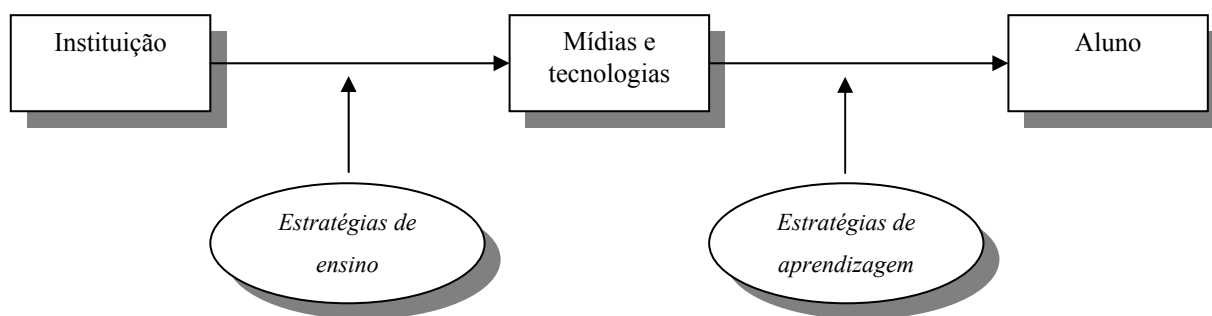 Instituição
Mídias e
tecnologias
Aluno
Estratégias de
ensino
Estratégias de
aprendizagem